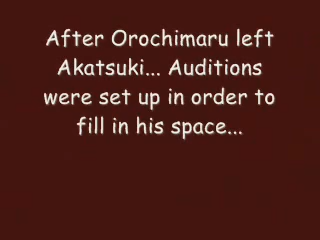 After Orochimaru left
Akatsuki... Auditions
were set up in order to
fill in his space...